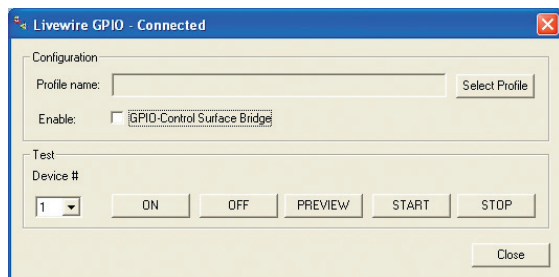 Livewire GPIO - Connected
Configuration
Profile name:
Select Profile
Enable:
GPIO-Control Surface Bridge
Test
Device #
1
ON
OFF
PREVIEW
START
STOP
Close